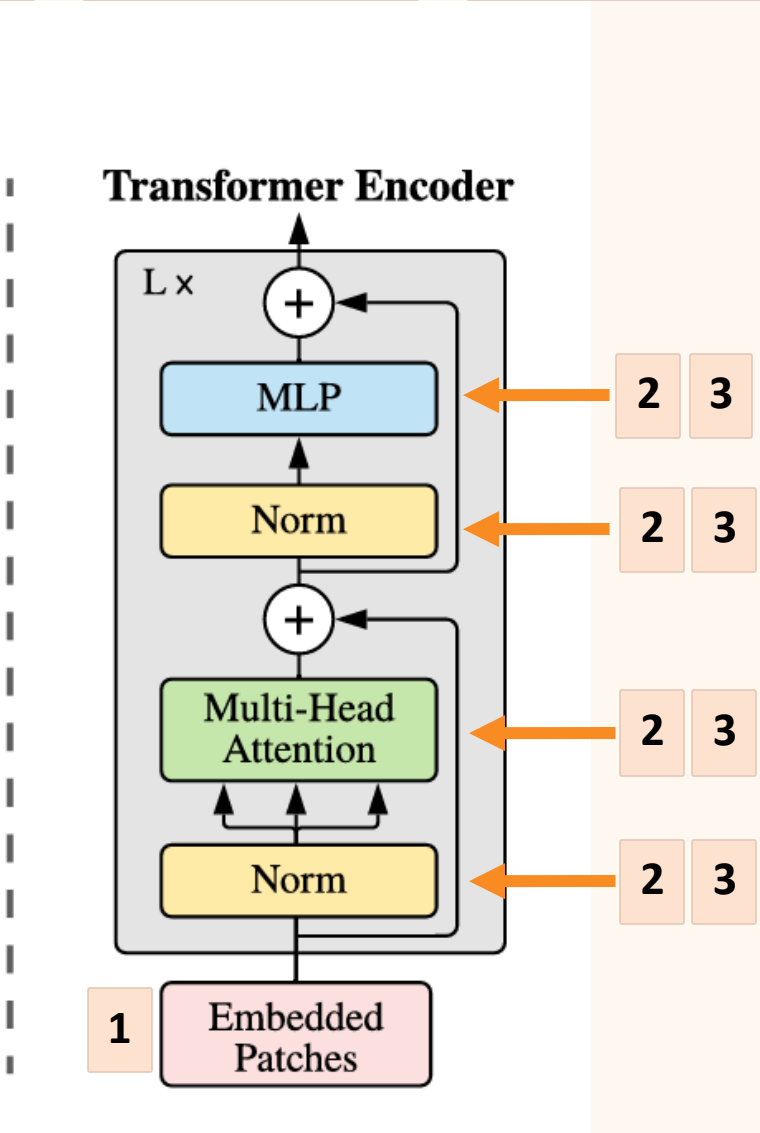 Transformer Encoder
L ×
MLP
2 3
Norm
2 3
Multi-Head
Attention
2 3
Norm
2 3
1
Embedded
Patches